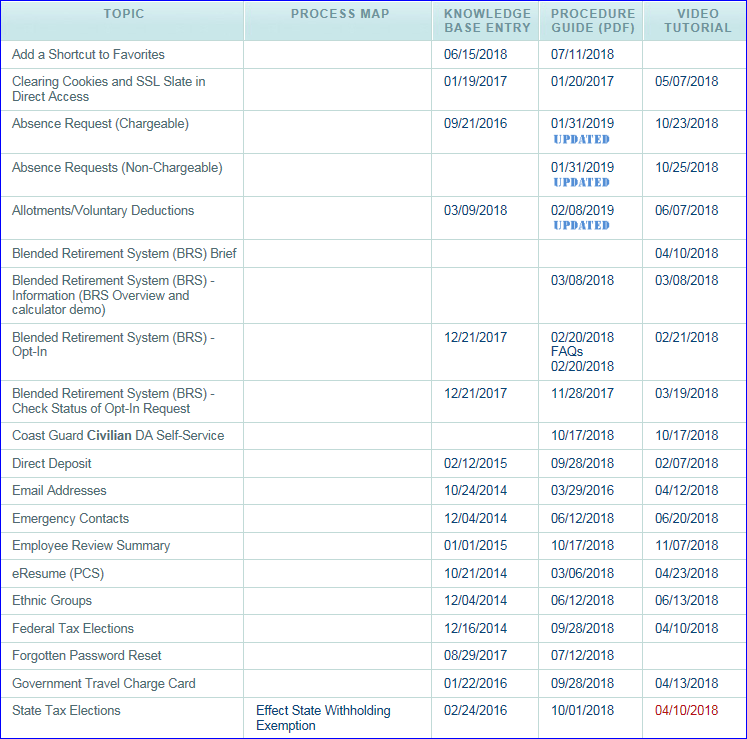 TOPIC PROCESS MAP KNOWLEDGE BASE ENTRY PROCEDURE GUIDE (PDF) VIDEO TUTORIAL
Add a Shortcut to Favorites 06/15/2018 07/11/2018
Clearing Cookies and SSL Slate in 01/19/2017 01/20/2017 05/07/2018
Direct Access
Absence Request (Chargeable) 09/21/2016 01/31/2019 10/23/2018
UPDATED
Absence Requests (Non-Chargeable) 01/31/2019 10/25/2018
UPDATED
Allotments/Voluntary Deductions 03/09/2018 02/08/2019 06/07/2018
UPDATED
Blended Retirement System (BRS) Brief 04/10/2018
Blended Retirement System (BRS) - 03/08/2018 03/08/2018
Information (BRS Overview and
calculator demo)
Blended Retirement System (BRS) - 12/21/2017 02/20/2018 02/21/2018
Opt-In FAQs
02/20/2018
Blended Retirement System (BRS) - 12/21/2017 11/28/2017 03/19/2018
Check Status of Opt-In Request
Coast Guard Civilian DA Self-Service 10/17/2018 10/17/2018
Direct Deposit 02/12/2015 09/28/2018 02/07/2018
Email Addresses 10/24/2014 03/29/2016 04/12/2018
Emergency Contacts 12/04/2014 06/12/2018 06/20/2018
Employee Review Summary 01/01/2015 10/17/2018 11/07/2018
eResume (PCS) 10/21/2014 03/06/2018 04/23/2018
Ethnic Groups 12/04/2014 06/12/2018 06/13/2018
Federal Tax Elections 12/16/2014 09/28/2018 04/10/2018
Forgotten Password Reset 08/29/2017 07/12/2018
Government Travel Charge Card 01/22/2016 09/28/2018 04/13/2018
State Tax Elections Effect State Withholding 02/24/2016 10/01/2018 04/10/2018
Exemption